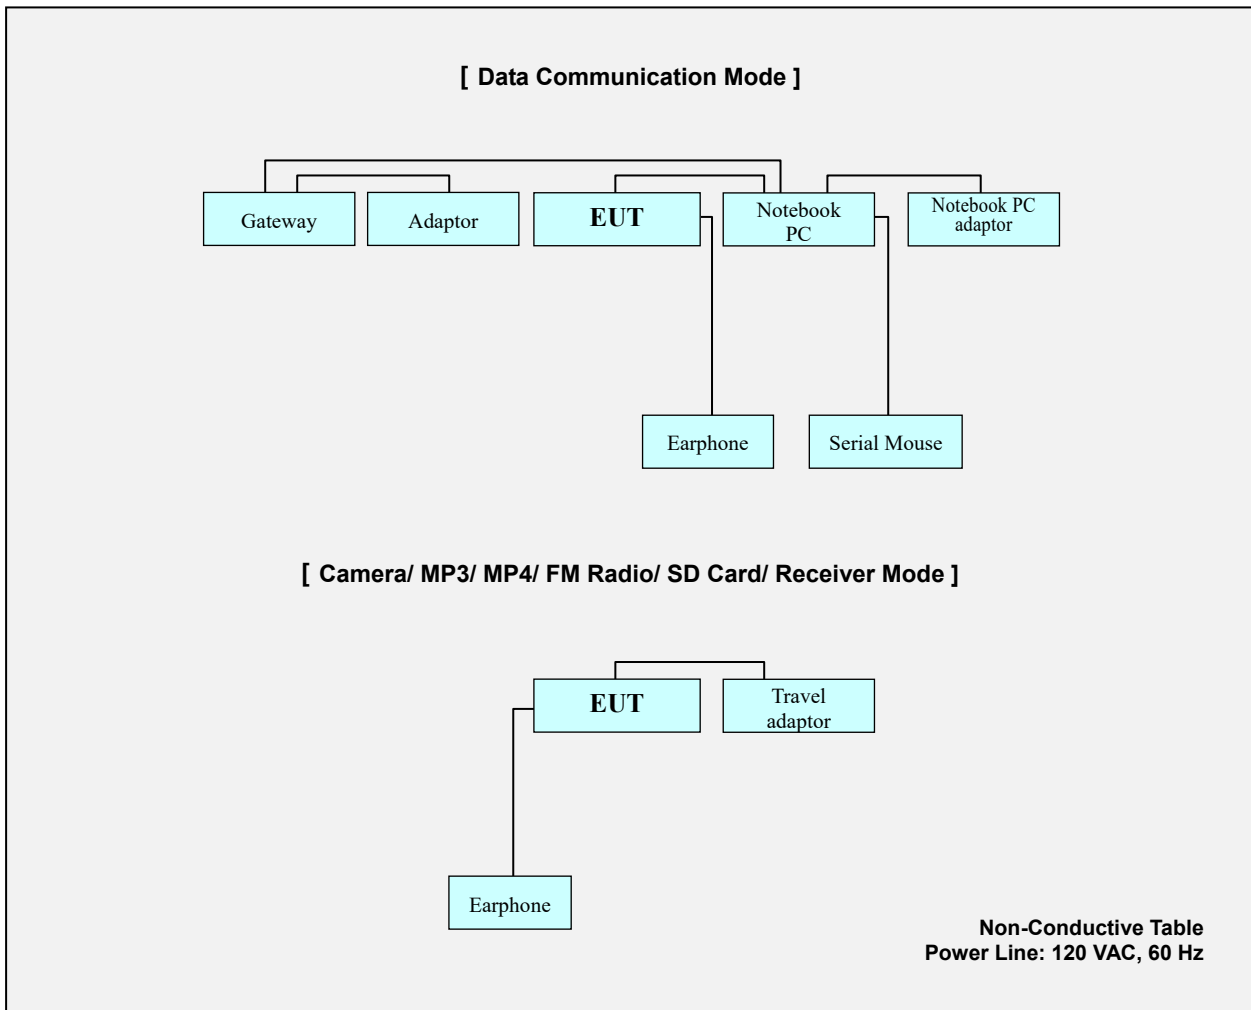 [ Data Communication Mode ]
Gateway
Adaptor
EUT
Notebook
PC
Notebook PC
adaptor
Earphone
Serial Mouse
[ Camera/ MP3/ MP4/ FM Radio/ SD Card/ Receiver Mode ]
EUT
Travel
adaptor
Earphone
Non-Conductive Table
Power Line: 120 VAC, 60 Hz